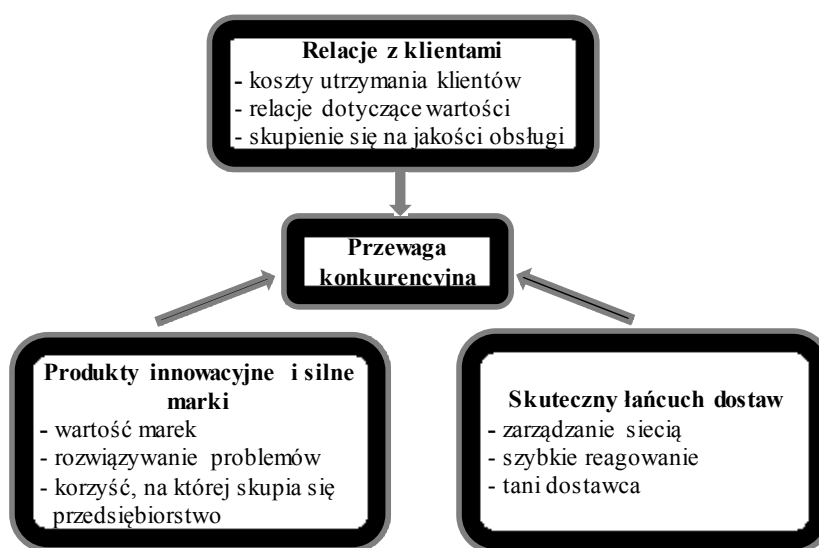 Relacje z klientami
- koszty utrzymania klientów
- relacje dotyczące wartości
- skupienie się na jakości obsługi
Przewaga
konkurencyjna
Produkty innowacyjne i silne
marki
- wartość marek
- rozwiązywanie problemów
- korzyść, na której skupia się
przedsiębiorstwo
Skuteczny łańcuch dostaw
- zarządzanie siecią
- szybkie reagowanie
- tani dostawca